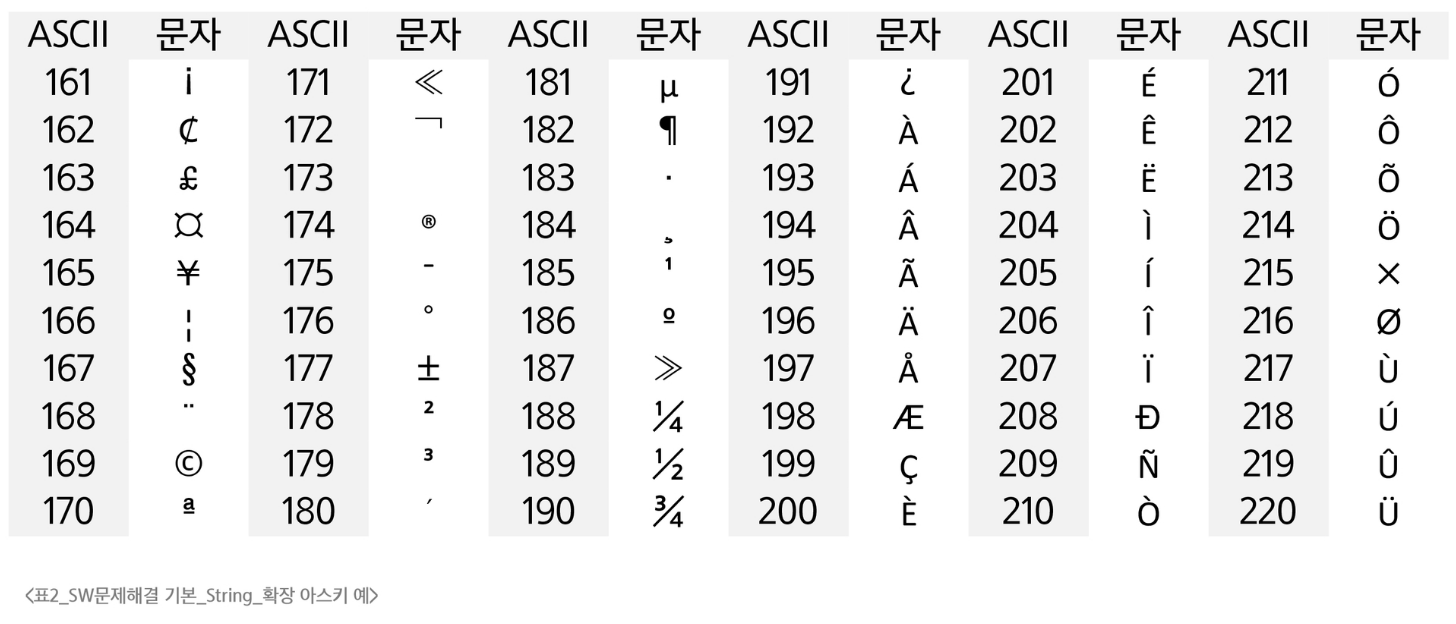 ASCII 문자 ASCII 문자 ASCII 문자 ASCII 문자 ASCII 문자 ASCII 문자
161 ¡ 171 ≪ 181 µ 191 ¿ 201 É 211 Ó
162 ₵ 172 ﹁ 182 ¶ 192 À 202 Ê 212 Ô
163 £ 173 183 · 193 Á 203 Ë 213 Õ
164 ¤ 174 ® 184 ¸ 194 Â 204 Ì 214 Ö
165 ¥ 175 ¯ 185 ¹ 195 Ã 205 Í 215 ×
166 ¦ 176 ° 186 º 196 Ä 206 Î 216 Ø
167 § 177 ± 187 ≫ 197 Å 207 Ï 217 Ù
168 ¨ 178 ² 188 ¼ 198 Æ 208 Ð 218 Ú
169 © 179 ³ 189 ½ 199 Ç 209 Ñ 219 Û
170 ª 180 ´ 190 ¾ 200 È 210 Ò 220 Ü
<표2_SW문제해결 기본_String_확장 아스키 예>